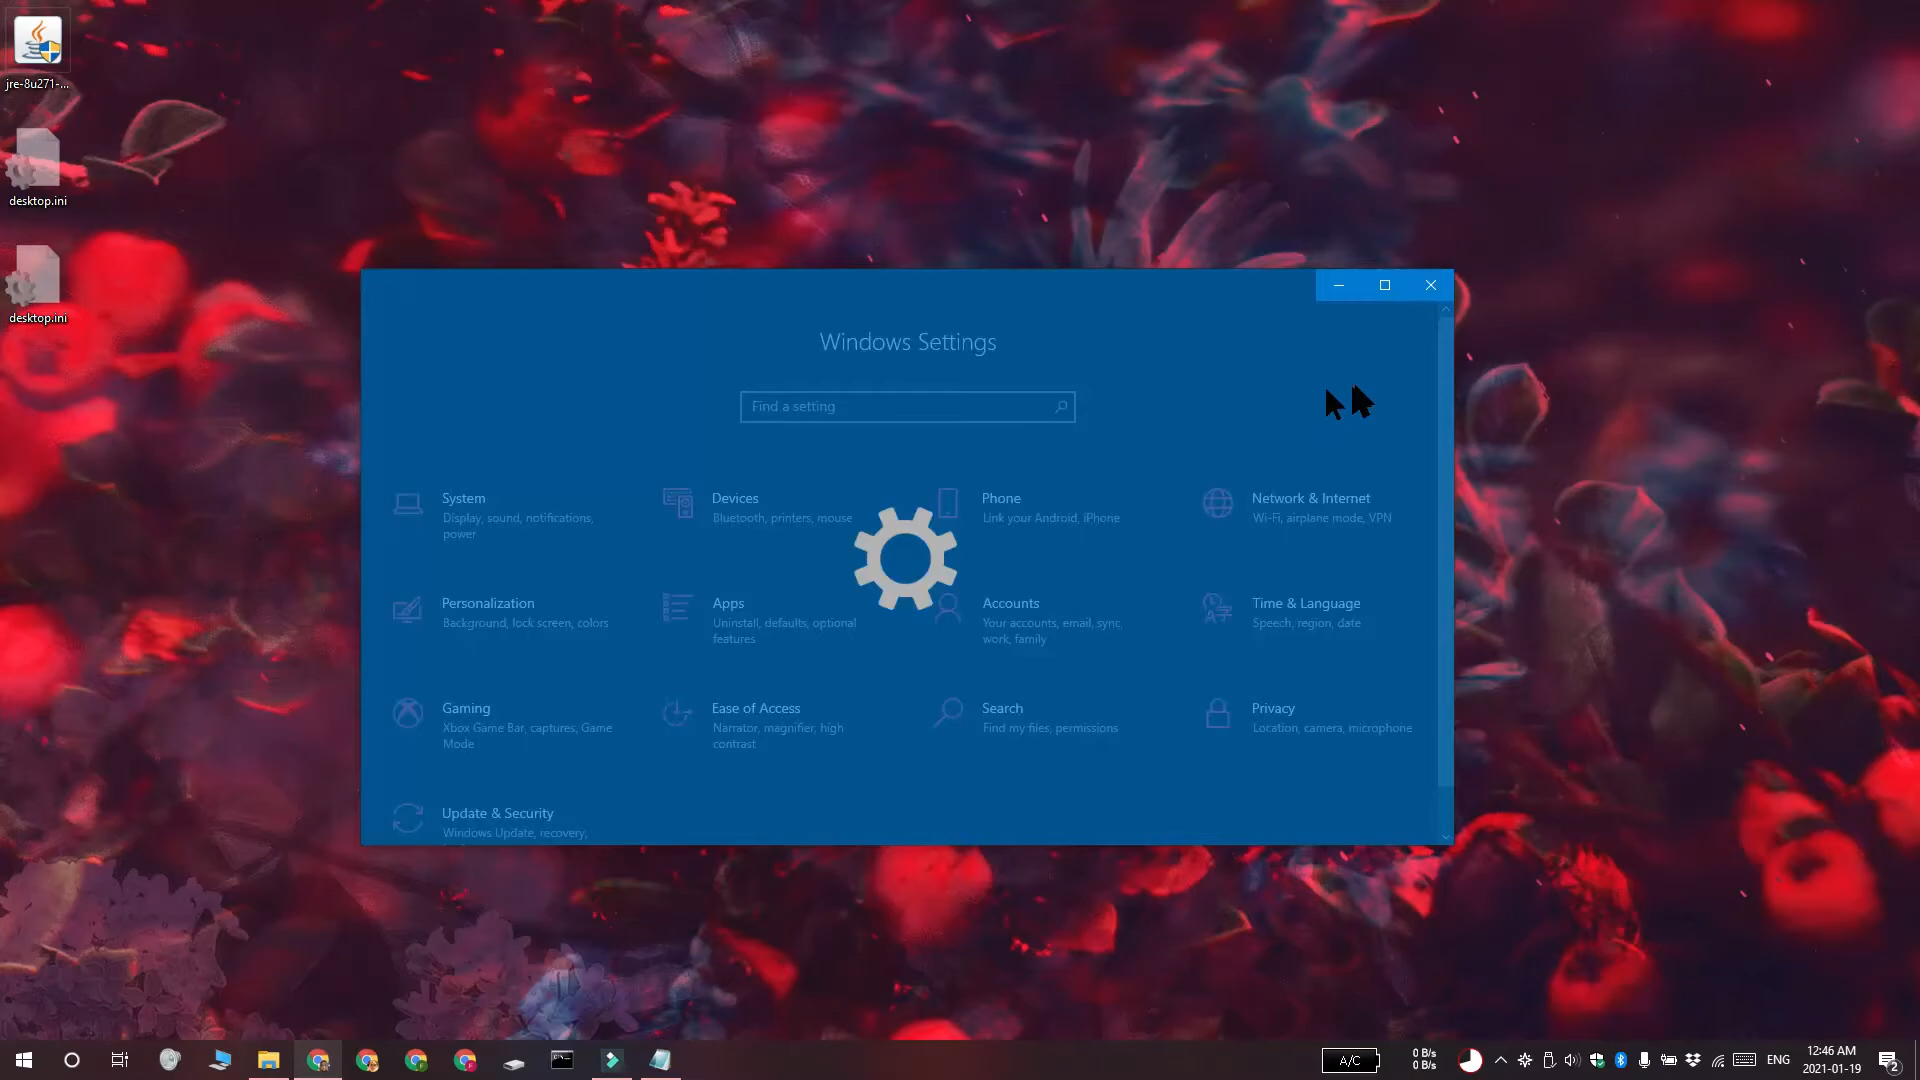 jre-8u271-...
desktop.ini
desktop.ini
Windows Settings
Find a setting
System
Display, sound, notifications,
power
Devices
Bluetooth, printers, mouse
Phone
Link your Android, iPhone
Network & Internet
Wi-Fi, airplane mode, VPN
Personalization
Background, lock screen, colors
Apps
Uninstall, defaults, optional
features
Accounts
Your accounts, email, sync,
work, family
Time & Language
Speech, region, date
Gaming
Xbox Game Bar, captures, Game
Mode
Ease of Access
Narrator, magnifier, high
contrast
Search
Find my files, permissions
Privacy
Location, camera, microphone
Update & Security
Windows Update, recovery,
A/C
0 B/s
0 B/s
ENG
12:46 AM
2021-01-19
2